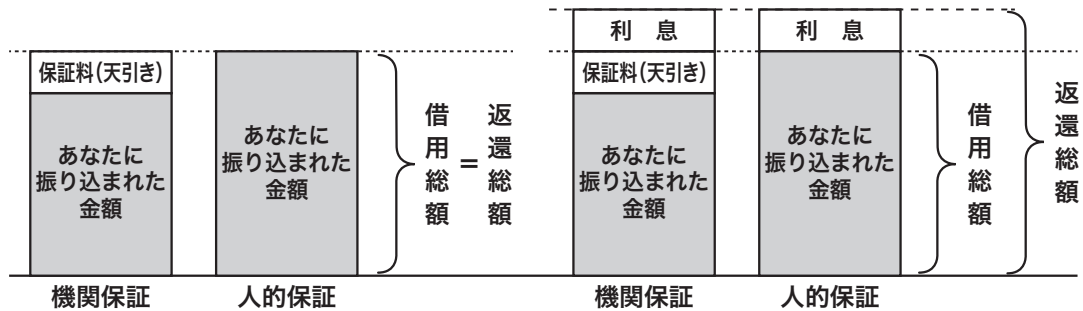 保証料(天引き)
あなたに
振り込まれた
金額
機関保証
あなたに
振り込まれた
金額
人的保証
借用総額
=
返還総額
利　息
保証料(天引き)
あなたに
振り込まれた
金額
機関保証
利　息
あなたに
振り込まれた
金額
人的保証
借用総額
返還総額